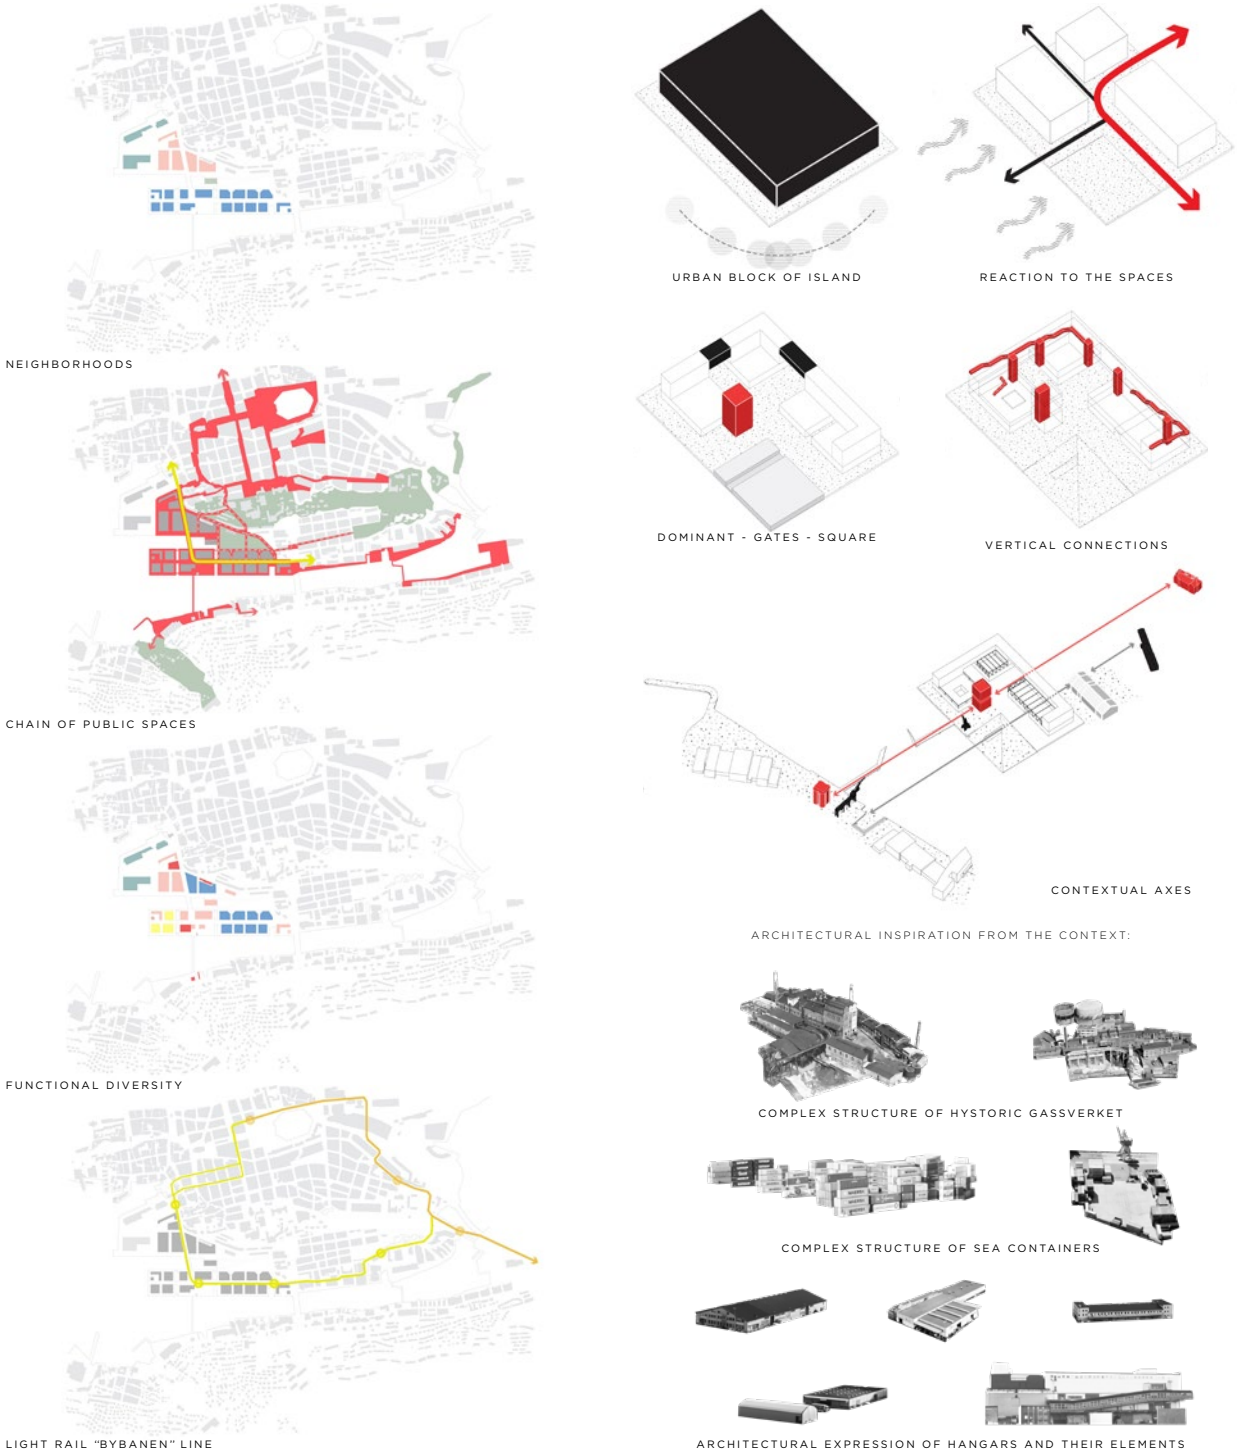 NEIGHBORHOODS
CHAIN OF PUBLIC SPACES
FUNCTIONAL DIVERSITY
LIGHT RAIL "BYBANEN" LINE
URBAN BLOCK OF ISLAND
REACTION TO THE SPACES
DOMINANT - GATES - SQUARE
VERTICAL CONNECTIONS
CONTEXTUAL AXES
ARCHITECTURAL INSPIRATION FROM THE CONTEXT:
COMPLEX STRUCTURE OF HYSTORIC GASSVERKET
COMPLEX STRUCTURE OF SEA CONTAINERS
ARCHITECTURAL EXPRESSION OF HANGARS AND THEIR ELEMENTS